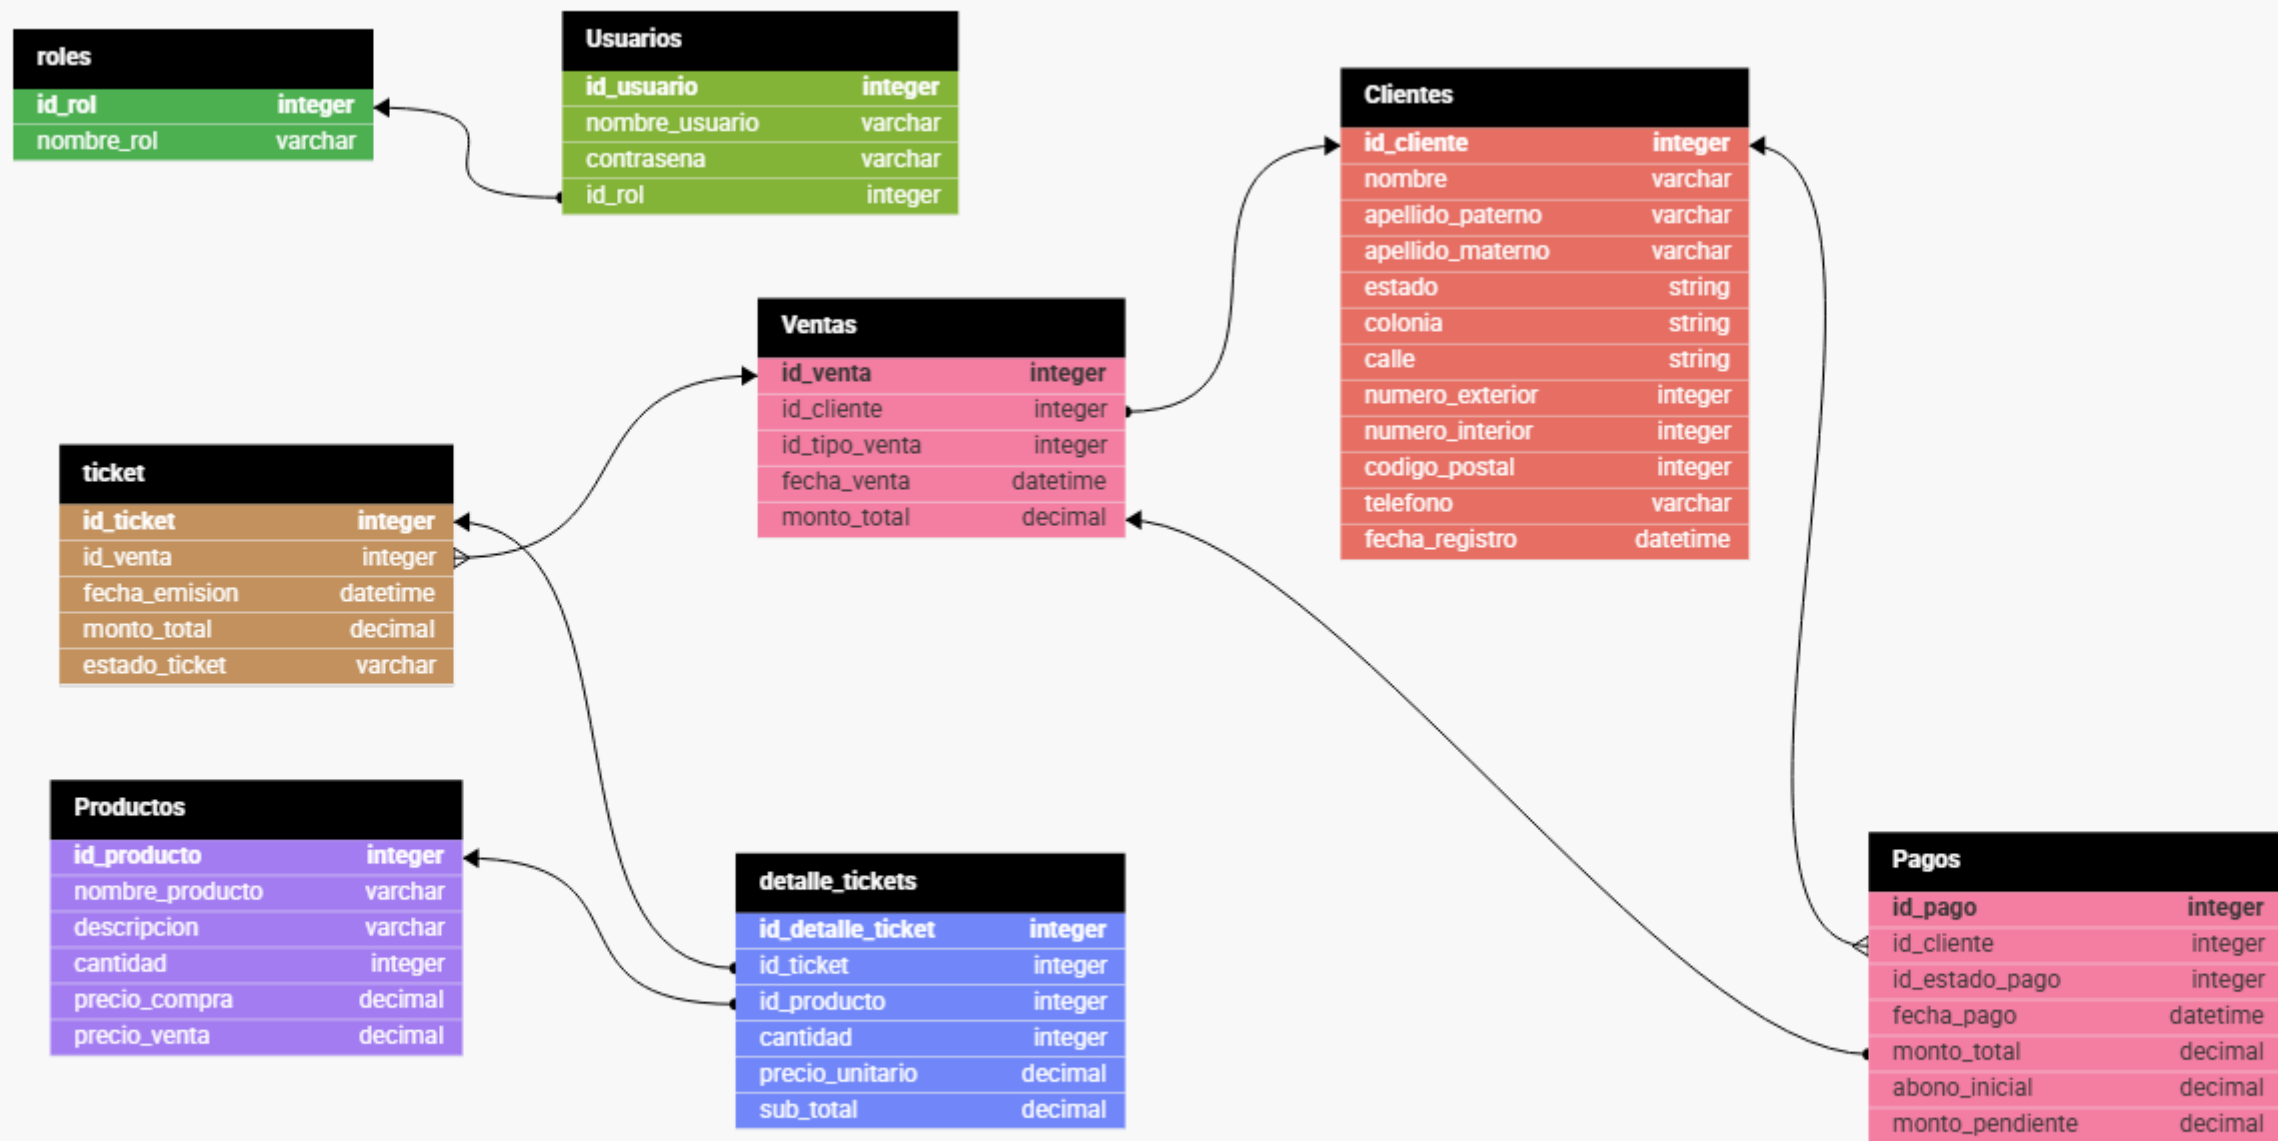 roles
id_rol integer
nombre_rol varchar
Usuarios
id_usuario integer
nombre_usuario varchar
contrasena varchar
id_rol integer
Clientes
id_cliente integer
nombre varchar
apellido_paterno varchar
apellido_materno varchar
estado string
colonia string
calle string
numero_exterior integer
numero_interior integer
codigo_postal integer
telefono varchar
fecha_registro datetime
Ventas
id_venta integer
id_cliente integer
id_tipo_venta integer
fecha_venta datetime
monto_total decimal
ticket
id_ticket integer
id_venta integer
fecha_emision datetime
monto_total decimal
estado_ticket varchar
Productos
id_producto integer
nombre_producto varchar
descripcion varchar
cantidad integer
precio_compra decimal
precio_venta decimal
detalle_tickets
id_detalle_ticket integer
id_ticket integer
id_producto integer
cantidad integer
precio_unitario decimal
sub_total decimal
Pagos
id_pago integer
id_cliente integer
id_estado_pago integer
fecha_pago datetime
monto_total decimal
abono_inicial decimal
monto_pendiente decimal